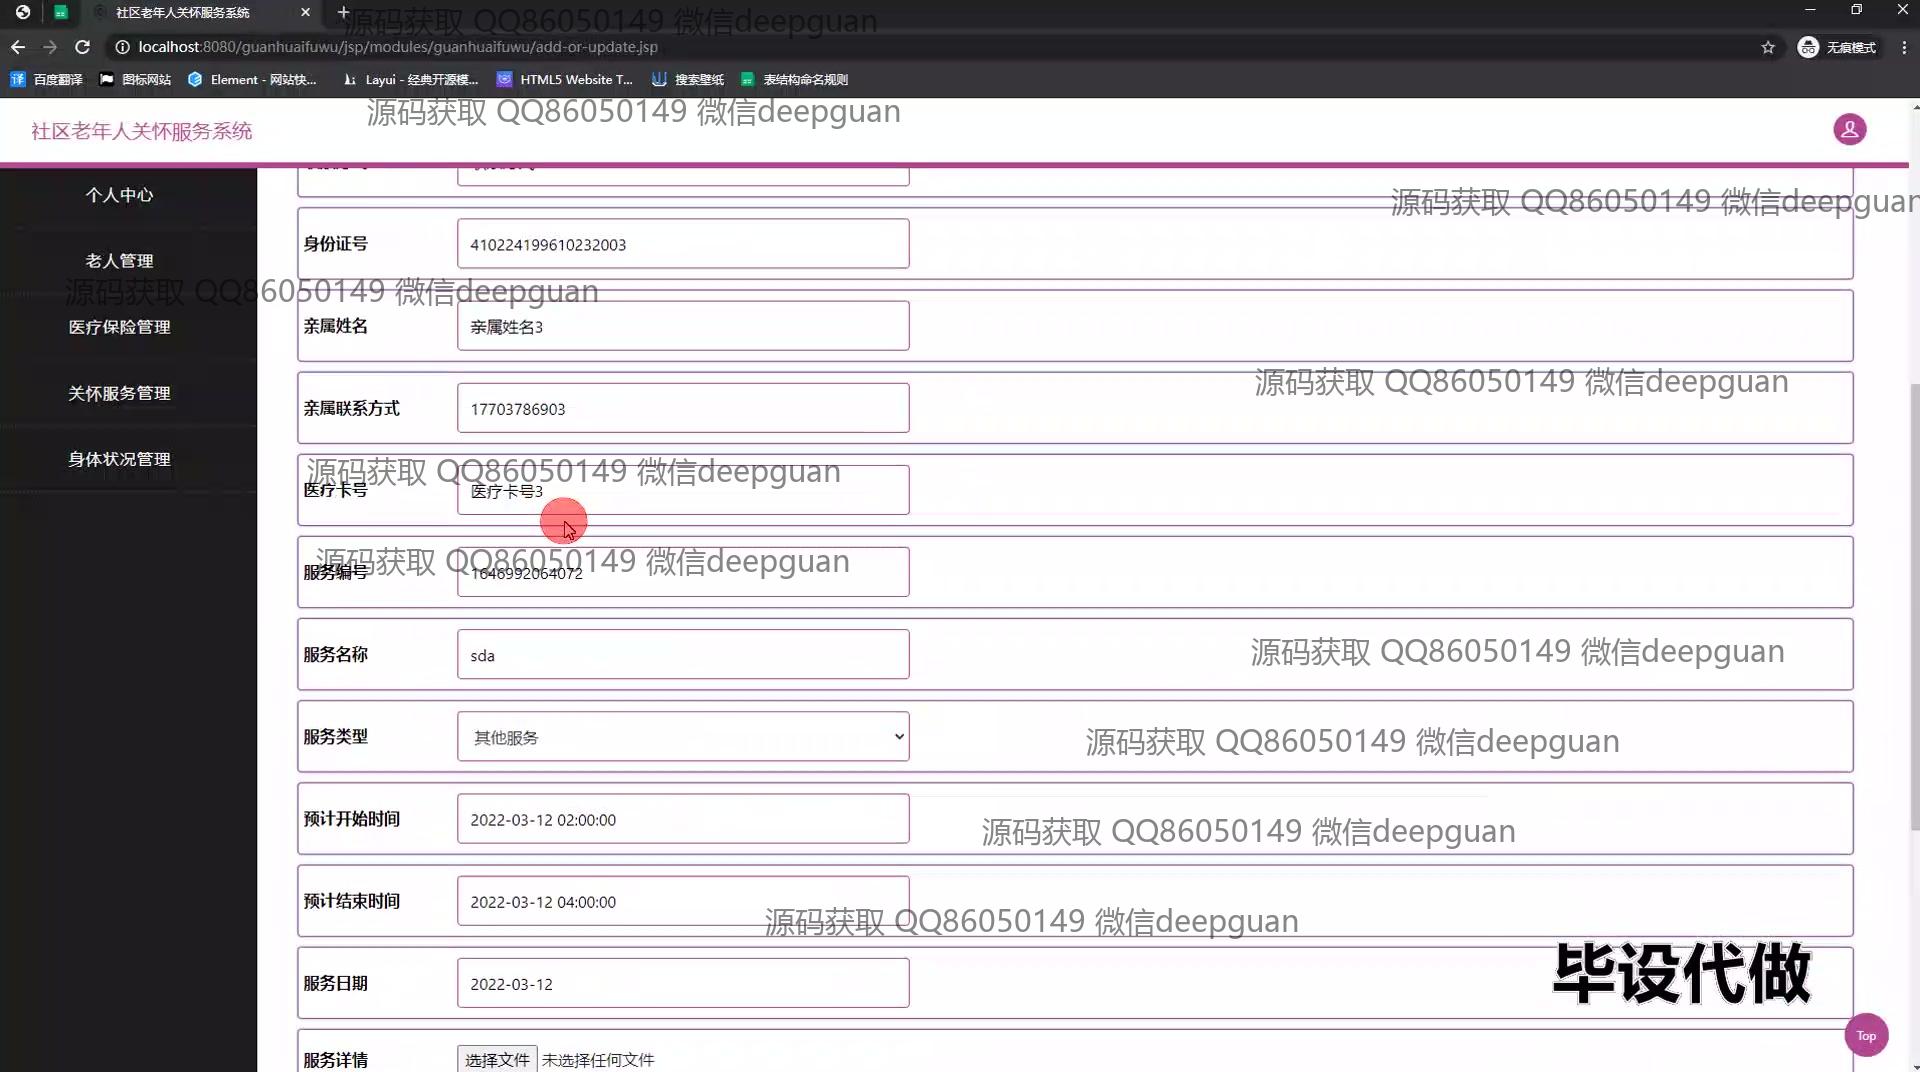 社区老年人关怀服务系统
源码获取 QQ86050149 微信deepguan
localhost:8080/guanhuaifuwu/jsp/modules/guanhuaifuwu/add-or-update.jsp
无痕模式
百度翻译
图标网站
Element - 网站快...
Layui - 经典开源模...
HTML5 Website T...
搜索壁纸
表结构命名规则
源码获取 QQ86050149 微信deepguan
社区老年人关怀服务系统
个人中心
源码获取 QQ86050149 微信deepguan
身份证号
410224199610232003
老人管理
源码获取 QQ86050149 微信deepguan
医疗保险管理
亲属姓名
亲属姓名3
源码获取 QQ86050149 微信deepguan
关怀服务管理
亲属联系方式
17703786903
身体状况管理
源码获取 QQ86050149 微信deepguan
医疗卡号
医疗卡号3
源码获取 QQ86050149 微信deepguan
服务编号
1646992064072
服务名称
sda
源码获取 QQ86050149 微信deepguan
服务类型
其他服务
源码获取 QQ86050149 微信deepguan
预计开始时间
2022-03-12 02:00:00
源码获取 QQ86050149 微信deepguan
预计结束时间
2022-03-12 04:00:00
源码获取 QQ86050149 微信deepguan
服务日期
2022-03-12
毕设代做
Top
服务详情
选择文件 未选择任何文件